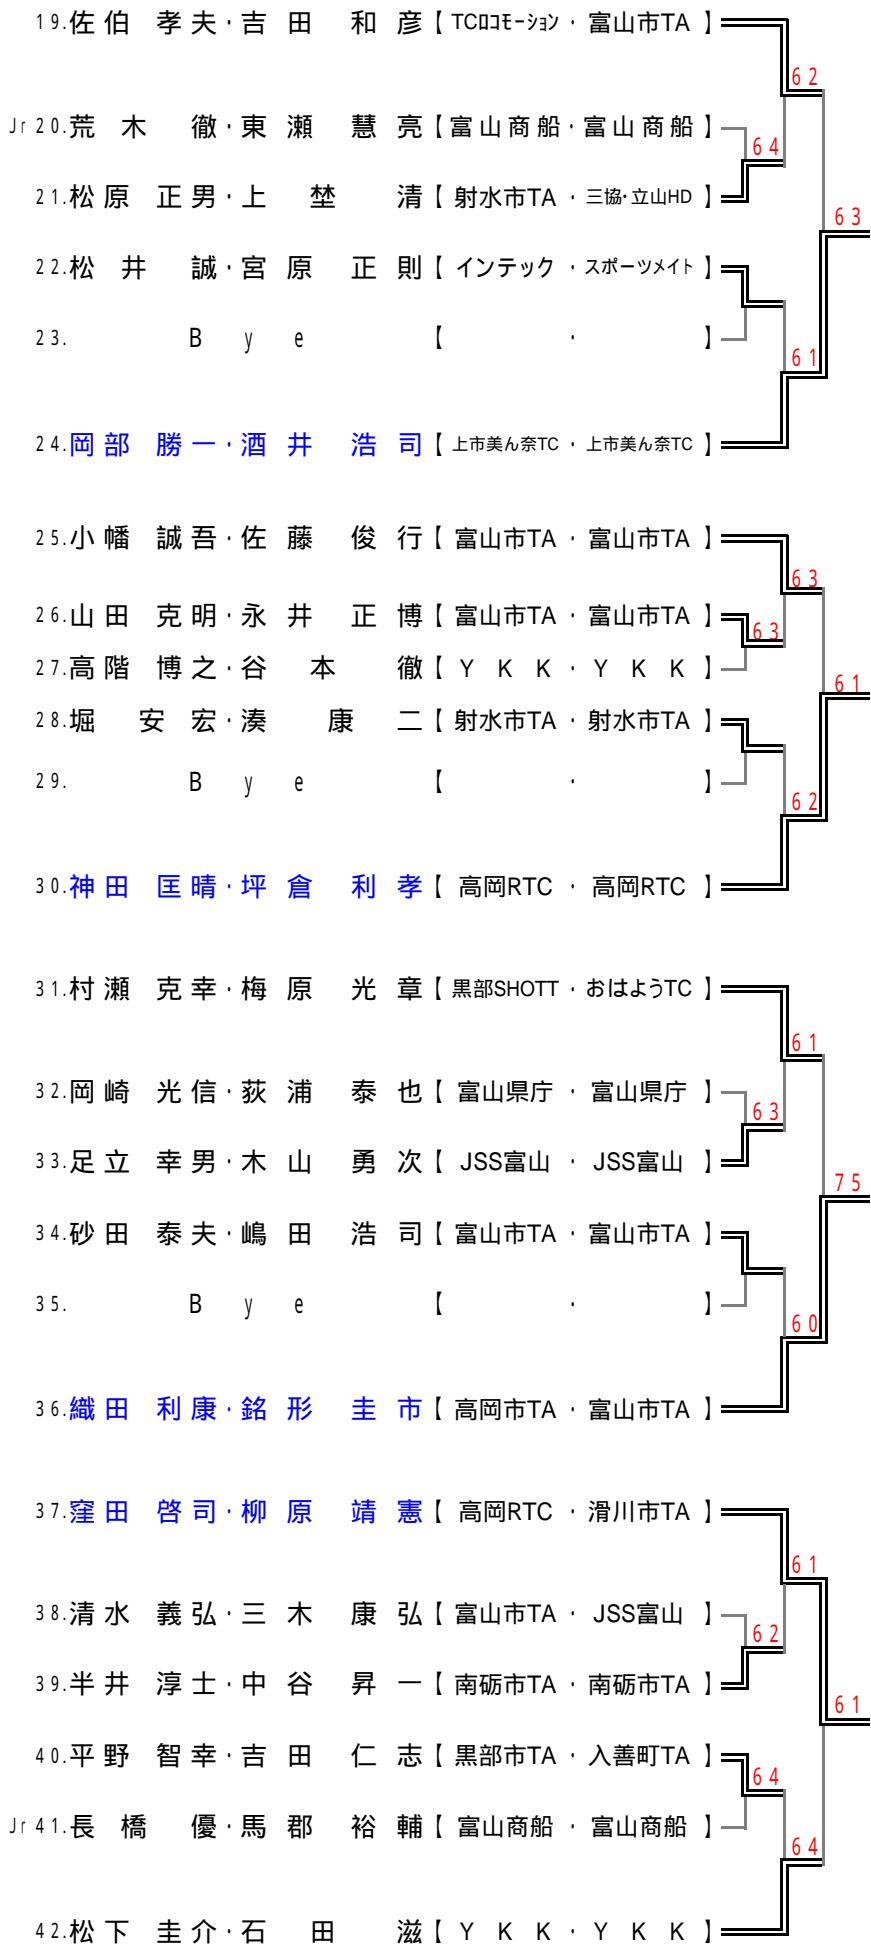 19.佐伯 孝夫・吉田 和彦【 TCロコモーション ・ 富山市TA 】
62
Jr 20.荒木 徹・東瀬 慧亮【 富山商船・富山商船 】
64
21.松原 正男・上埜 清【 射水市TA ・ 三協・立山HD 】
63
22.松井 誠・宮原 正則【 インテック ・ スポーツメイト 】
23. Bye 【 ・ 】
61
24.岡部 勝一・酒井 浩司【 上市美ん奈TC ・ 上市美ん奈TC 】
25.小幡 誠吾・佐藤 俊行【 富山市TA ・ 富山市TA 】
63
26.山田 克明・永井 正博【 富山市TA ・ 富山市TA 】
63
27.高階 博之・谷本 徹【 YKK ・ YKK 】
61
28.堀 安宏・湊 康二【 射水市TA ・ 射水市TA 】
29. Bye 【 ・ 】
62
30.神田 匡晴・坪倉 利孝【 高岡RTC ・ 高岡RTC 】
31.村瀬 克幸・梅原 光章【 黒部SHOTT ・ おはようTC 】
61
32.岡崎 光信・荻浦 泰也【 富山県庁 ・ 富山県庁 】
63
33.足立 幸男・木山 勇次【 JSS富山 ・ JSS富山 】
75
34.砂田 泰夫・嶋田 浩司【 富山市TA ・ 富山市TA 】
35. Bye 【 ・ 】
60
36.織田 利康・銘形 圭市【 高岡市TA ・ 富山市TA 】
37.窪田 啓司・柳原 靖憲【 高岡RTC ・ 滑川市TA 】
61
38.清水 義弘・三木 康弘【 富山市TA ・ JSS富山 】
62
39.半井 淳士・中谷 昇一【 南砺市TA ・ 南砺市TA 】
61
40.平野 智幸・吉田 仁志【 黒部市TA ・ 入善町TA 】
64
Jr 41.長橋 優・馬郡 裕輔【 富山商船 ・ 富山商船 】
64
42.松下 圭介・石田 滋【 YKK ・ YKK 】